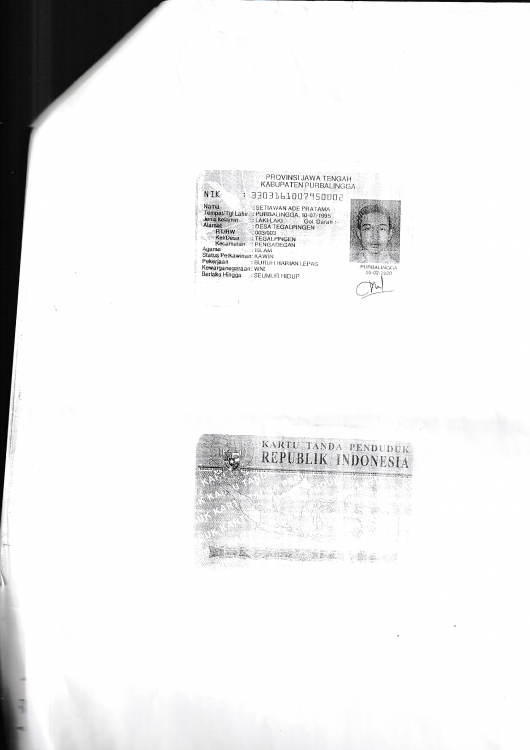 PROVINSI JAWA TENGAH
KABUPATEN PURBALINGGA
NIK : 3303161007950002
Nama : SETIAWAN ADE PRATAMA
Tempat/Tgl Lahir : PURBALINGGA, 10-07-1995
Jenis Kelamin : LAKI-LAKI Gol. Darah :
Alamat : DESA TEGALPINGEN
RT/RW : 003/003
Kel/Desa : TEGALPINGEN
Kecamatan : PENGADEGAN
Agama : ISLAM
Status Perkawinan: KAWIN
Pekerjaan : BURUH HARIAN LEPAS
Kewarganegaraan: WNI
Berlaku Hingga : SEUMUR HIDUP
PURBALINGGA
KARTU TANDA PENDUDUK
REPUBLIK INDONESIA